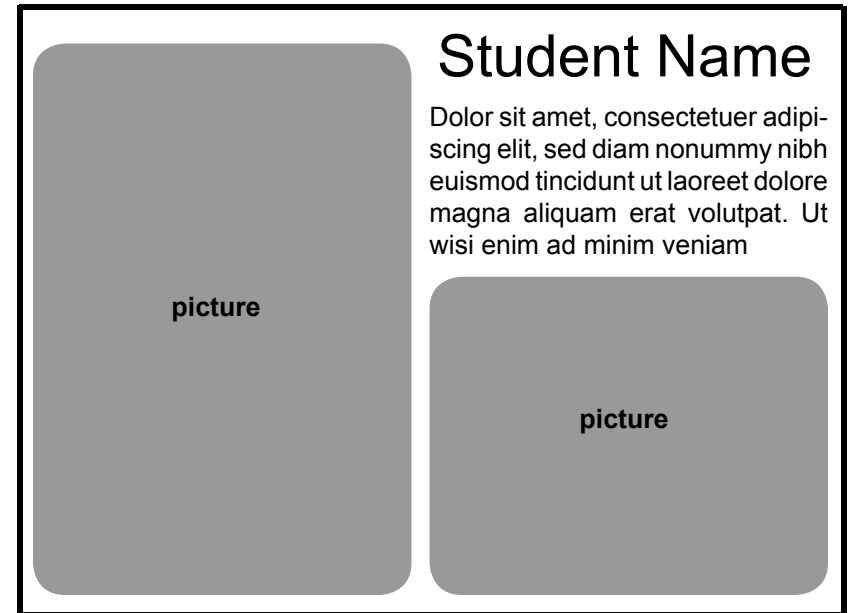 picture
Student Name
Dolor sit amet, consectetuer adipi-
scing elit, sed diam nonummy nibh
euismod tincidunt ut laoreet dolore
magna aliquam erat volutpat. Ut
wisi enim ad minim veniam
picture